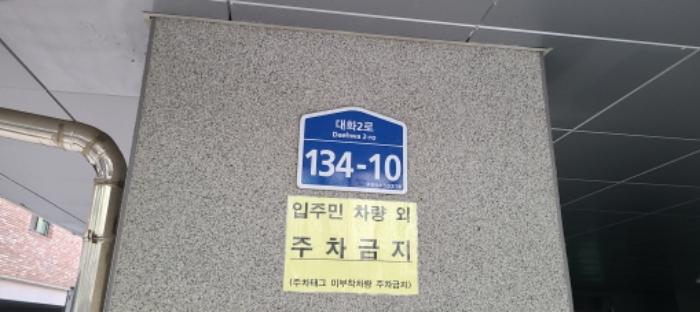 대화2로
Daehwa 2-ro
134-10
입주민 차량 외
주차금지
(주차태그 미부착차량 주차금지)